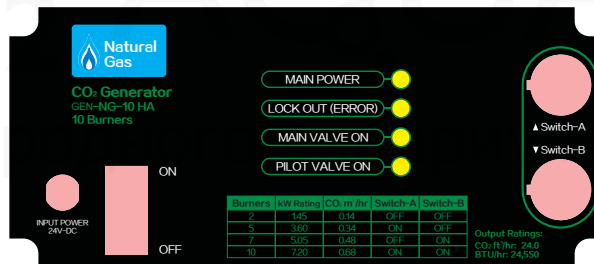 Natural
Gas
CO₂ Generator
GEN-NG-10 HA
10 Burners
MAIN POWER
LOCK OUT (ERROR)
MAIN VALVE ON
PILOT VALVE ON
▲ Switch-A
▼ Switch-B
ON
OFF
INPUT POWER
24V-DC
Burners kW Rating CO₂ m³/hr Switch-A Switch-B
2 1.45 0.14 OFF OFF
5 3.60 0.34 ON OFF
7 5.05 0.48 OFF ON
10 7.20 0.68 ON ON
Output Ratings:
CO₂ ft³/hr: 24.0
BTU/hr: 24,550